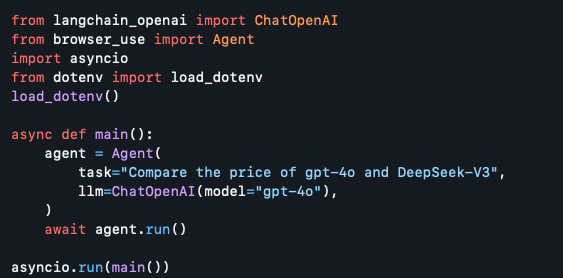 from langchain_openai import ChatOpenAI
from browser_use import Agent
import asyncio
from dotenv import load_dotenv
load_dotenv()

async def main():
    agent = Agent(
        task="Compare the price of gpt-4o and DeepSeek-V3",
        llm=ChatOpenAI(model="gpt-4o"),
    )
    await agent.run()

asyncio.run(main())